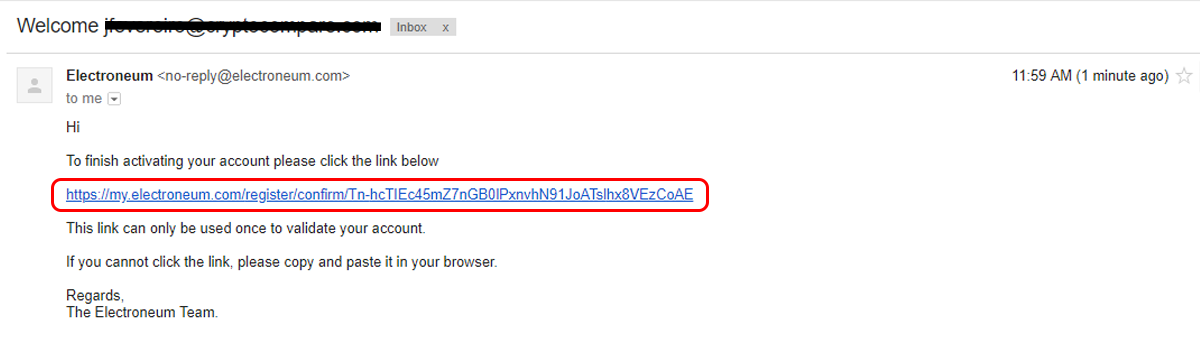 Welcome Inbox x
Electroneum <no-reply@electroneum.com> 11:59 AM (1 minute ago)
to me
Hi
To finish activating your account please click the link below
https://my.electroneum.com/register/confirm/Tn-hcTIEc45mZ7nGB0lPxnvhN91JoATslhx8VEzCoAE
This link can only be used once to validate your account.
If you cannot click the link, please copy and paste it in your browser.
Regards,
The Electroneum Team.